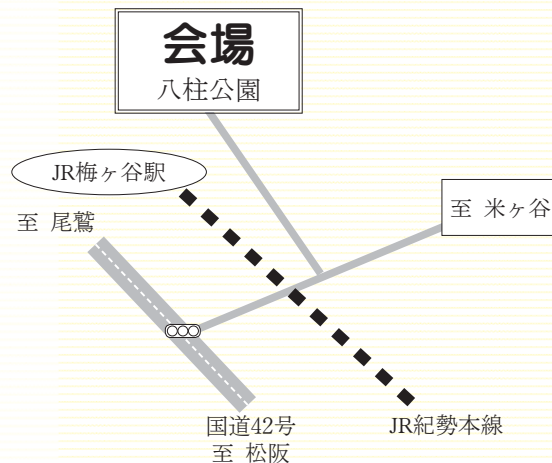 会場
八柱公園
JR梅ヶ谷駅
至 尾鷲
至 米ヶ谷
国道42号
至 松阪
JR紀勢本線